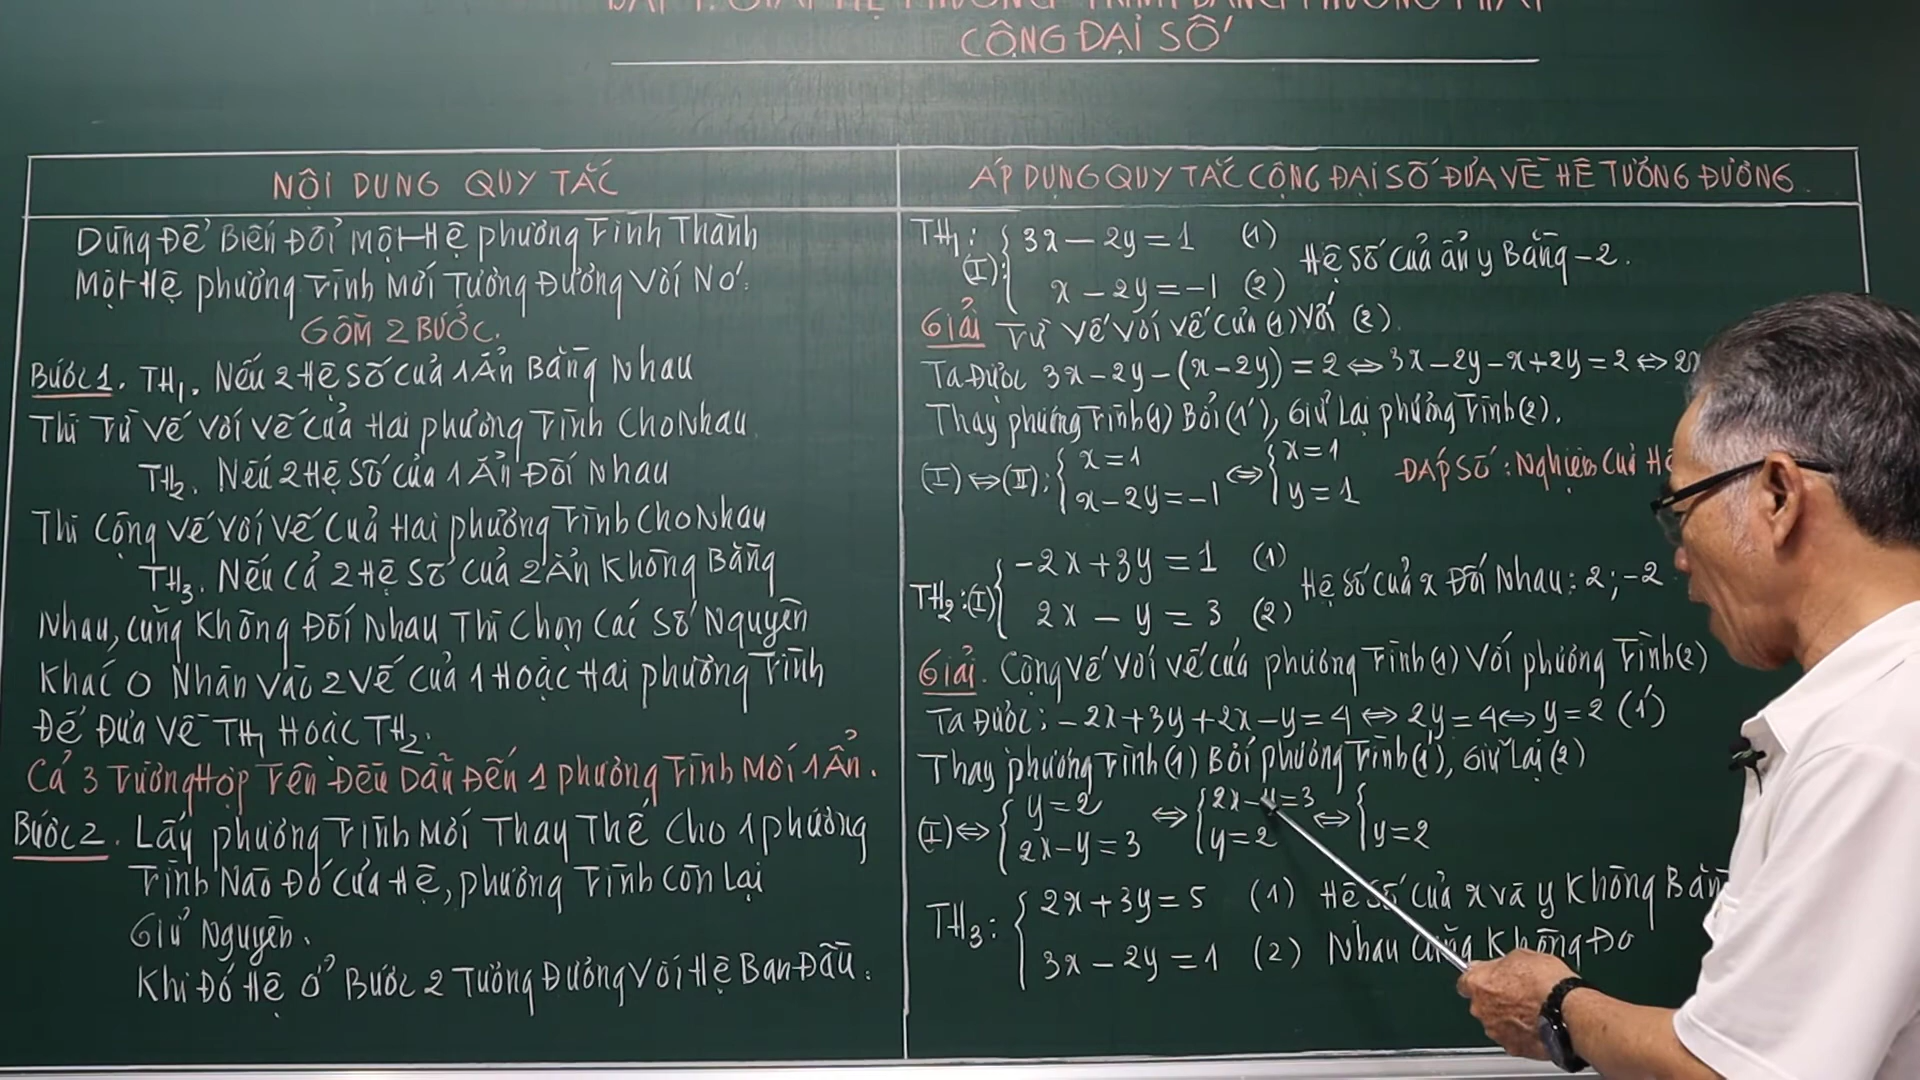 CỘNG ĐẠI SỐ
NỘI DUNG QUY TẮC
Dùng Để Biến Đổi Một Hệ phương Trình Thành
Một Hệ phương Trình Mới Tương Đương Với Nó.
GỒM 2 BƯỚC.
Bước 1. TH₁. Nếu 2 Hệ Số Của 1 Ẩn Bằng Nhau
Thì Trừ Vế Với Vế Của Hai phương Trình Cho Nhau
TH₂. Nếu 2 Hệ Số Của 1 Ẩn Đối Nhau
Thì Cộng Vế Với Vế Của Hai phương Trình Cho Nhau
TH₃. Nếu Cả 2 Hệ Số Của 2 Ẩn Không Bằng
Nhau, cũng Không Đối Nhau Thì Chọn Các Số Nguyên
Khác 0 Nhân Vào 2 Vế Của 1 Hoặc Hai phương Trình
Để Đưa Về TH₁ Hoặc TH₂.
Cả 3 Trường Hợp Trên Đều Dẫn Đến 1 phương Trình Mới 1 Ẩn.
Bước 2. Lấy phương Trình Mới Thay Thế Cho 1 phương
Trình Nào Đó Của Hệ, phương Trình Còn Lại
Giữ Nguyên.
Khi Đó Hệ Ở Bước 2 Tương Đương Với Hệ Ban Đầu.
ÁP DỤNG QUY TẮC CỘNG ĐẠI SỐ ĐƯA VỀ HỆ TƯƠNG ĐƯƠNG
TH₁: 3x - 2y = 1 (1)
(I): x - 2y = -1 (2) Hệ Số Của ẩn y Bằng -2.
Giải Trừ Vế Với Vế Của (1) Với (2).
Ta Được 3x - 2y - (x - 2y) = 2 ⇔ 3x - 2y - x + 2y = 2 ⇔
Thay phương Trình (1) Bởi (1'), Giữ Lại phương Trình (2).
(I) ⇔ (II): { x = 1 ⇔ { x = 1 ĐÁP SỐ: Nghiệm Của Hệ
x - 2y = -1 y = 1
TH₂: (I) { -2x + 3y = 1 (1)
2x - y = 3 (2) Hệ Số Của x Đối Nhau: 2; -2
Giải. Cộng Vế Với Vế Của phương Trình (1) Với phương Trình (2)
Ta Được: -2x + 3y + 2x - y = 4 ⇔ 2y = 4 ⇔ y = 2 (1')
Thay phương Trình (1) Bởi phương Trình (1'), Giữ Lại (2)
(I) ⇔ { y = 2 ⇔ { 2x - y = 3 ⇔ {
2x - y = 3 y = 2 y = 2
TH₃: { 2x + 3y = 5 (1) Hệ Số Của x và y Không
3x - 2y = 1 (2) Nhau Cũng Không